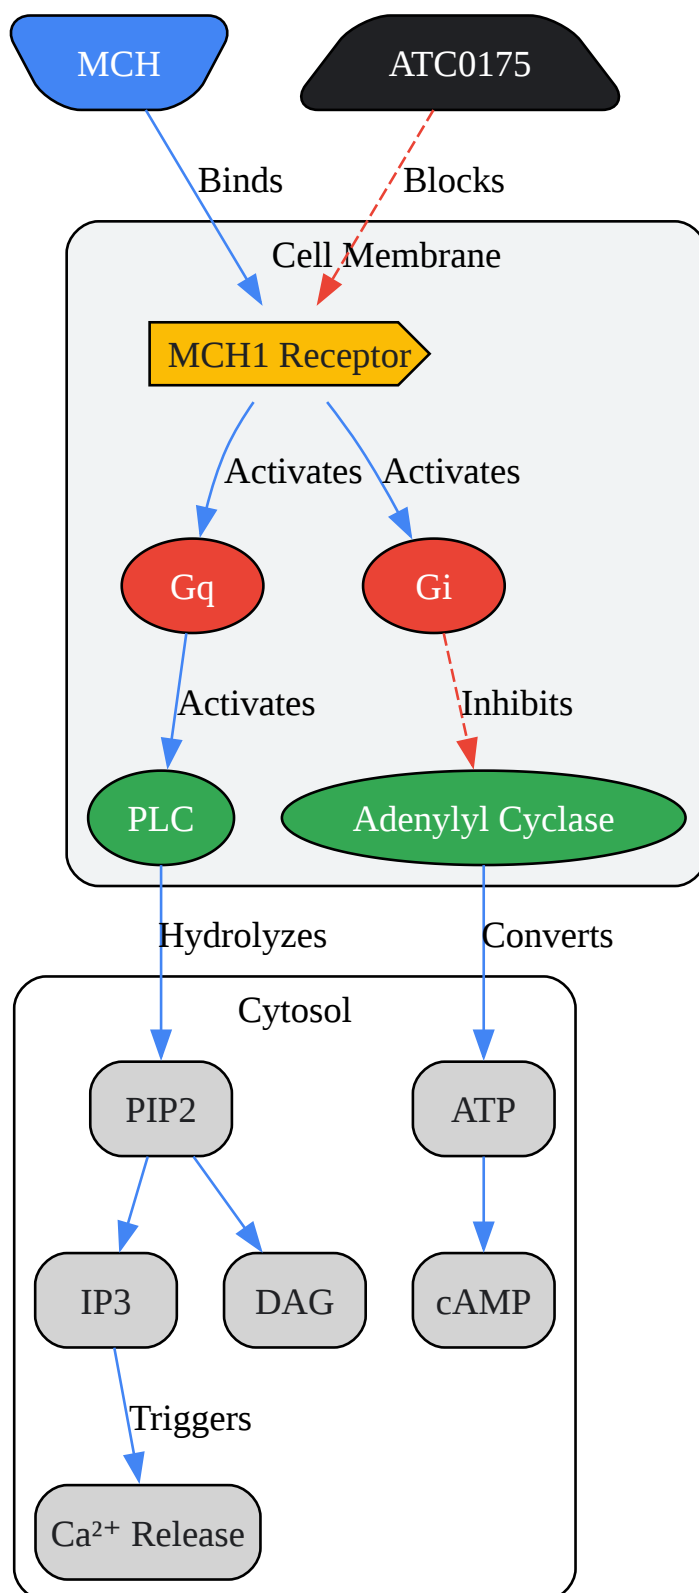 MCH
ATC0175
Binds
Blocks
Cell Membrane
MCH1 Receptor
Activates
Activates
Gq
Gi
Activates
Inhibits
PLC
Adenylyl Cyclase
Hydrolyzes
Converts
Cytosol
PIP2
ATP
IP3
DAG
cAMP
Triggers
Ca²⁺ Release